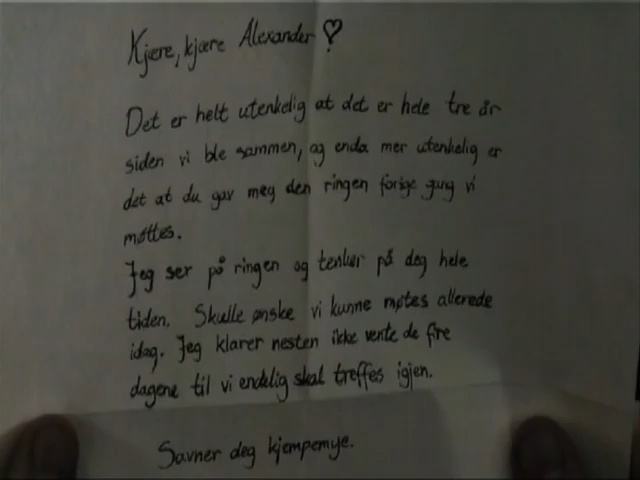 Kjære, kjære Alexander
Det er helt utenkelig at det er hele tre år
siden vi ble sammen, og enda mer utenkelig er
det at du gav meg den ringen forige gang vi
møttes.
Jeg ser på ringen og tenker på deg hele
tiden. Skulle ønske vi kunne møtes allerede
idag. Jeg klarer nesten ikke vente de fire
dagene til vi endelig skal treffes igjen.
Savner deg kjempemye.